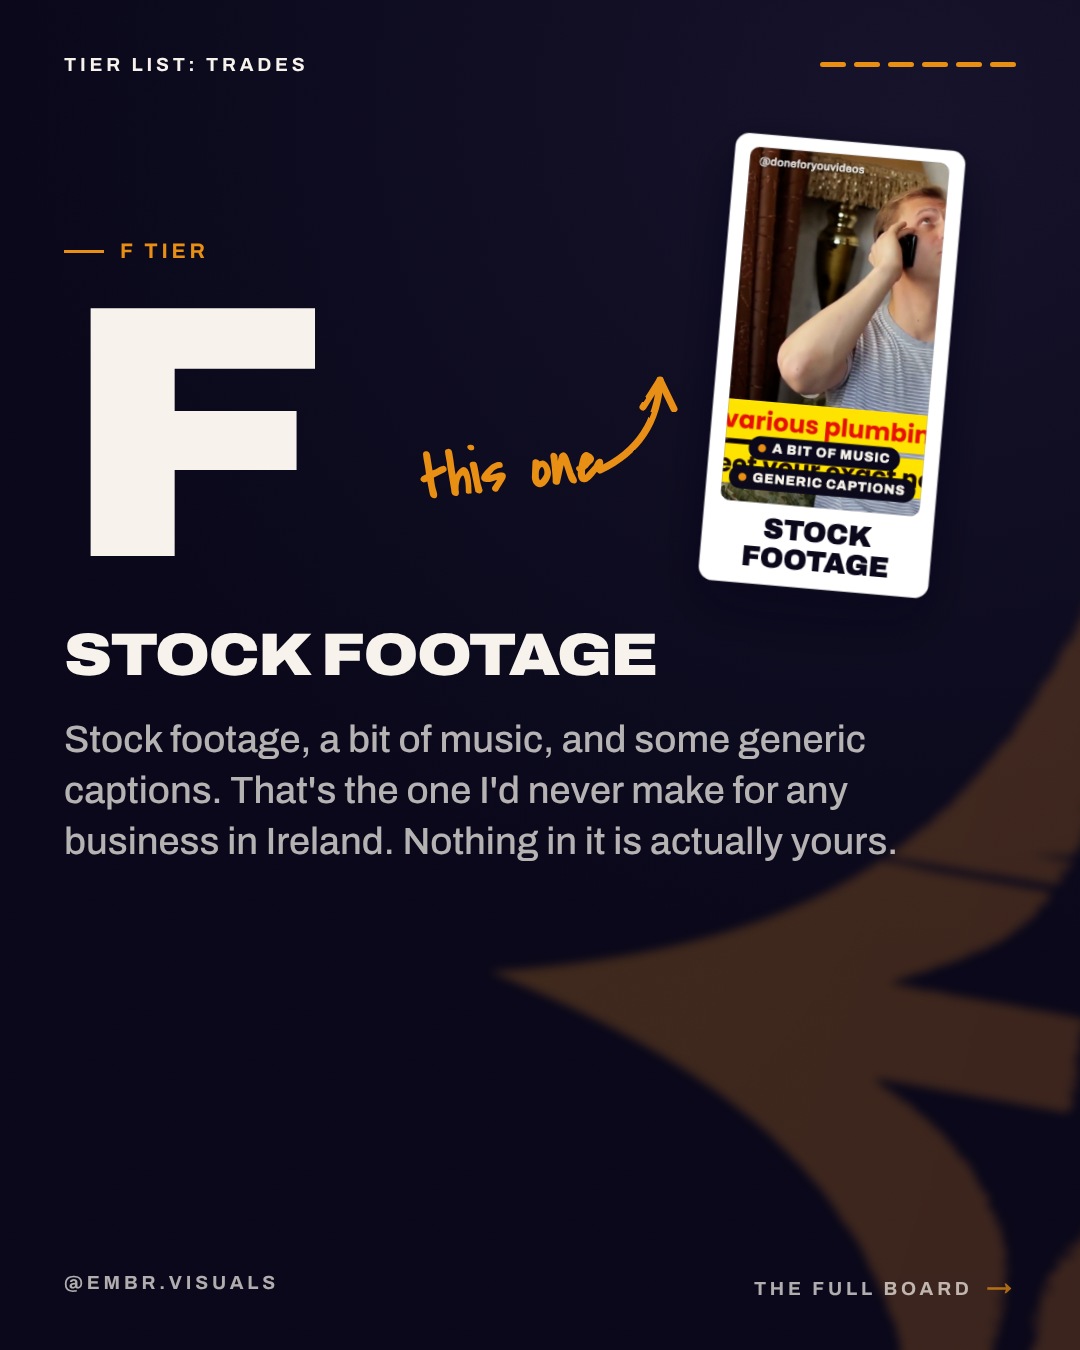 TIER LIST: TRADES
@doneforyouvideos
F TIER
F
this one
various plumbin
A BIT OF MUSIC
GENERIC CAPTIONS
STOCK
FOOTAGE
STOCK FOOTAGE
Stock footage, a bit of music, and some generic
captions. That's the one I'd never make for any
business in Ireland. Nothing in it is actually yours.
@EMBR.VISUALS
THE FULL BOARD →